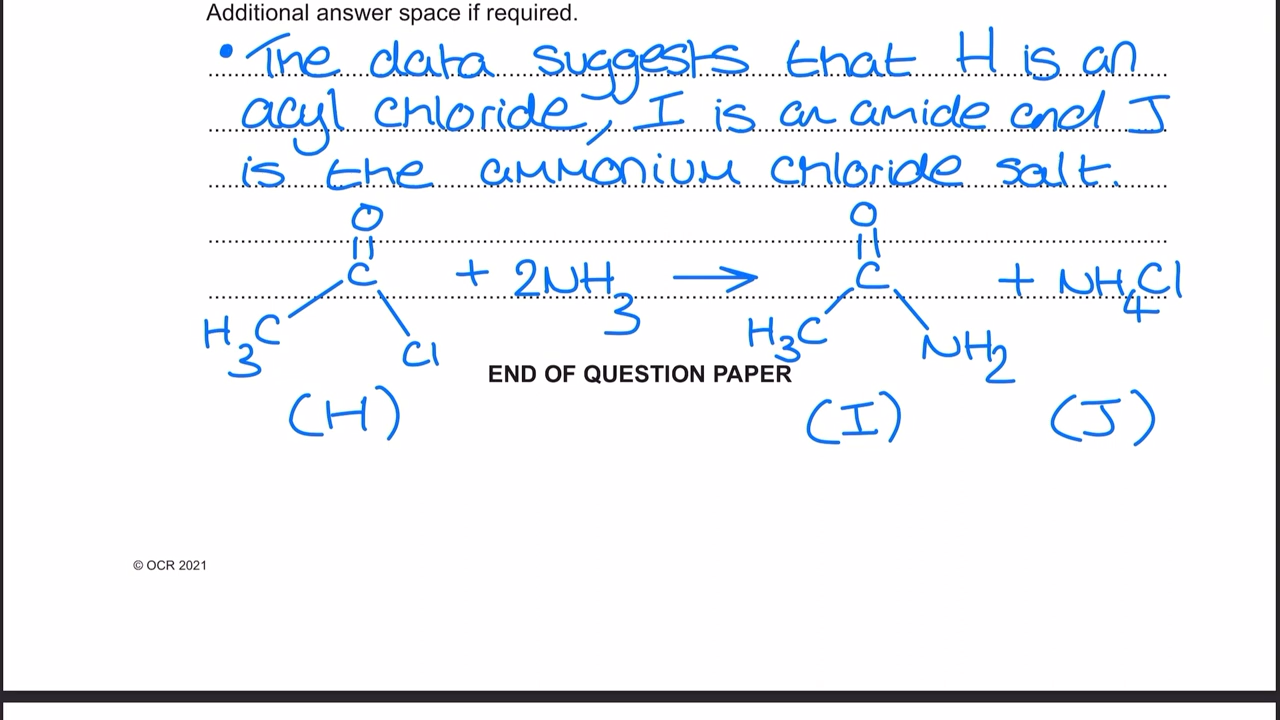 Additional answer space if required.
• The data suggests that H is an
acyl chloride, I is an amide and J
is the ammonium chloride salt.
O O
C + 2NH3 → C + NH4Cl
H3C Cl H3C NH2
END OF QUESTION PAPER
(H) (I) (J)
© OCR 2021